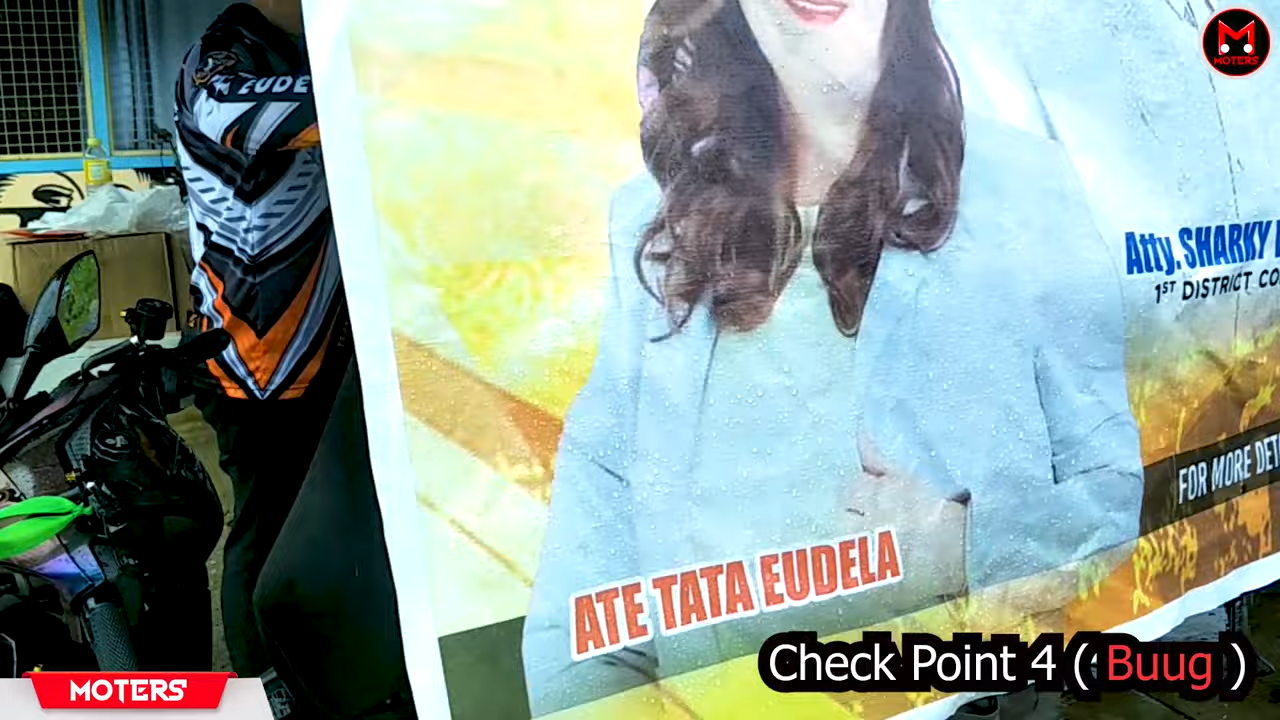 MOTERS
EUDE
Atty. SHARKY
1ST DISTRICT CO
FOR MORE DET
ATE TATA EUDELA
Check Point 4 ( Buug )
MOTERS